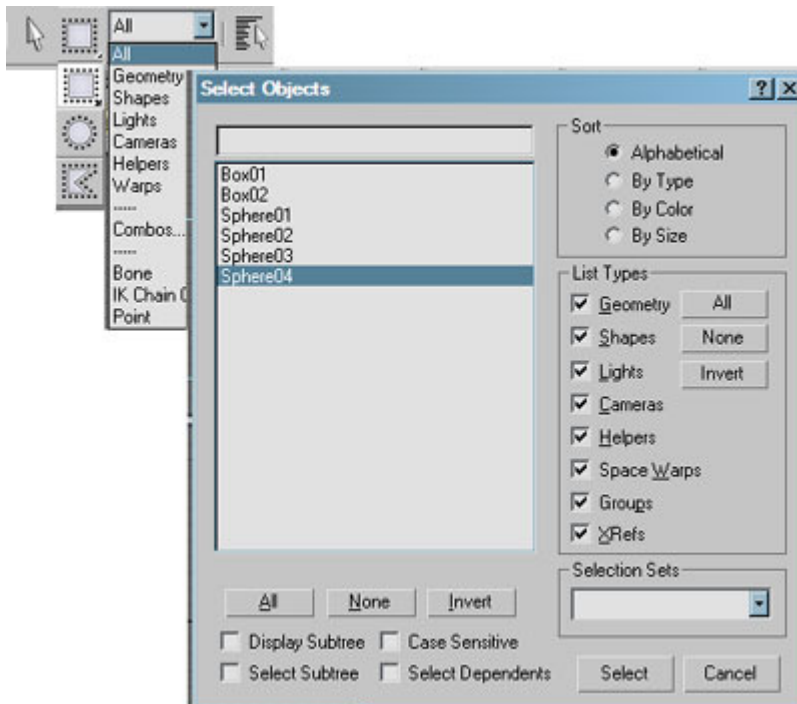 All
All
Geometry
Shapes
Lights
Cameras
Helpers
Warps
-----
Combos...
-----
Bone
IK Chain
Point
Select Objects
Box01
Box02
Sphere01
Sphere02
Sphere03
Sphere04
Sort
Alphabetical
By Type
By Color
By Size
List Types
Geometry All
Shapes None
Lights Invert
Cameras
Helpers
Space Warps
Groups
XRefs
Selection Sets
All None Invert
Display Subtree Case Sensitive
Select Subtree Select Dependents
Select Cancel